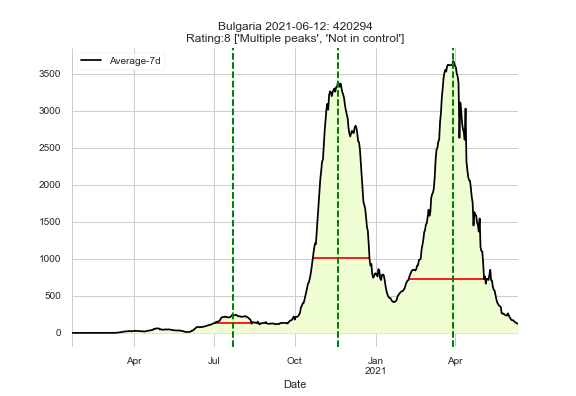 Bulgaria 2021-06-12: 420294
Rating:8 ['Multiple peaks', 'Not in control']
Average-7d
3500
3000
2500
2000
1500
1000
500
0
Apr Jul Oct Jan Apr
2021
Date